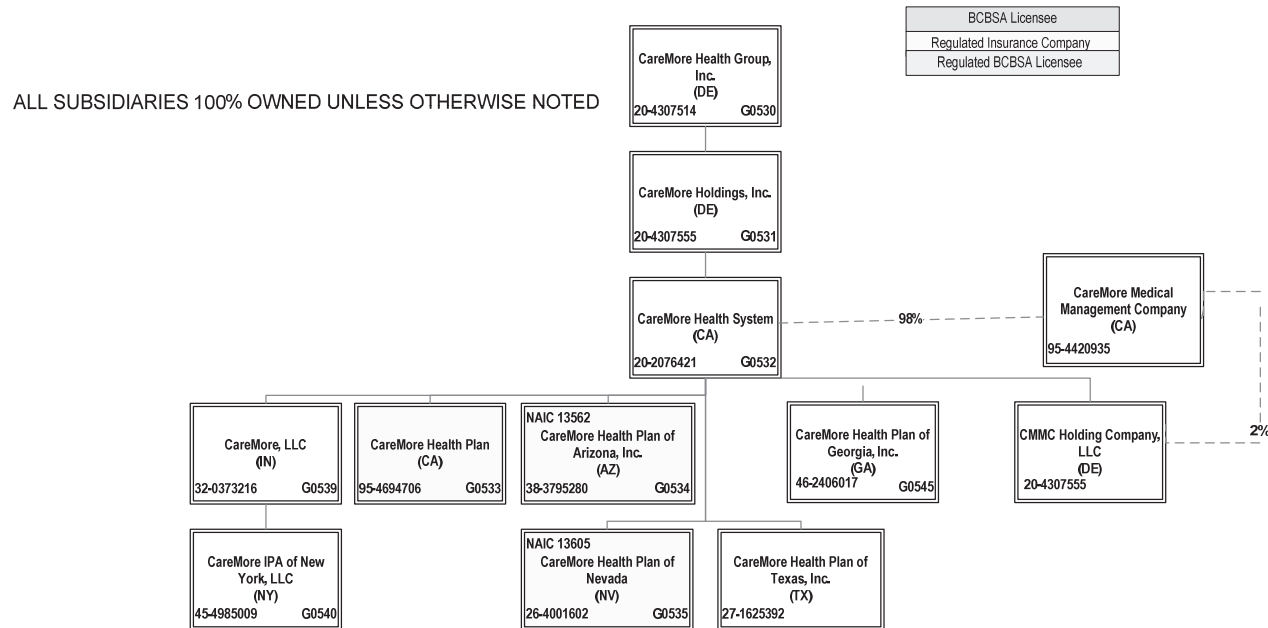 BCBSA Licensee
Regulated Insurance Company
Regulated BCBSA Licensee
ALL SUBSIDIARIES 100% OWNED UNLESS OTHERWISE NOTED
CareMore Health Group,
Inc.
(DE)
20-4307514 G0530
CareMore Holdings, Inc.
(DE)
20-4307555 G0531
CareMore Health System
(CA)
20-2076421 G0532
98%
CareMore Medical
Management Company
(CA)
95-4420935
2%
CareMore, LLC
(IN)
32-0373216 G0539
CareMore Health Plan
(CA)
95-4694706 G0533
NAIC 13562
CareMore Health Plan of
Arizona, Inc.
(AZ)
38-3795280 G0534
CareMore Health Plan of
Georgia, Inc.
(GA)
46-2406017 G0545
CMMC Holding Company,
LLC
(DE)
20-4307555
CareMore IPA of New
York, LLC
(NY)
45-4985009 G0540
NAIC 13605
CareMore Health Plan of
Nevada
(NV)
26-4001602 G0535
CareMore Health Plan of
Texas, Inc.
(TX)
27-1625392